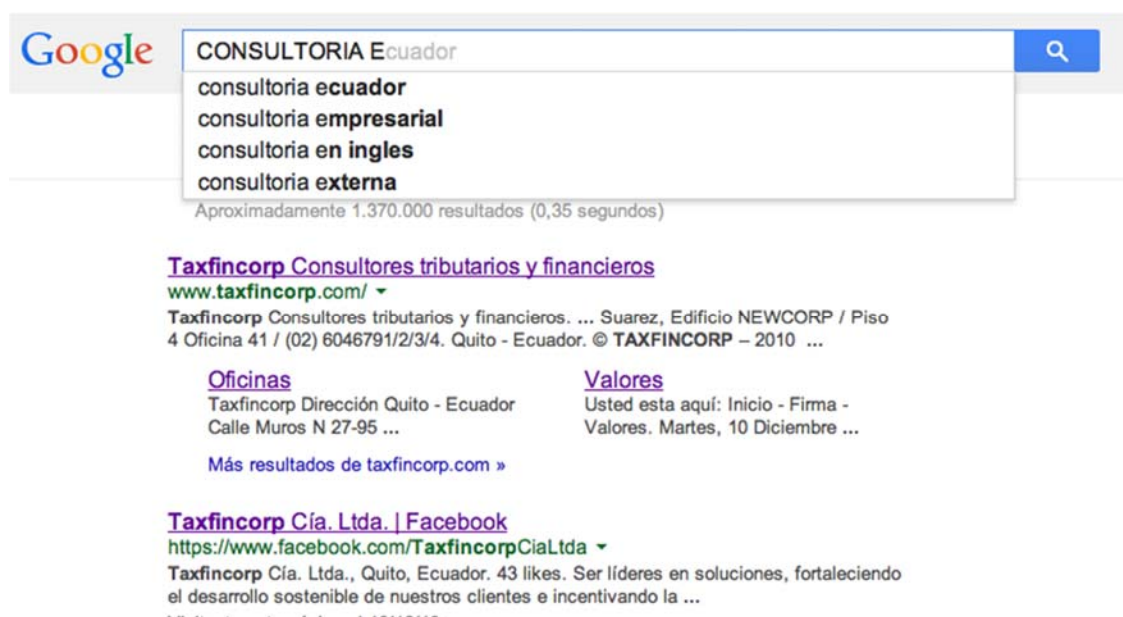 Google CONSULTORIA Ecuador
consultoria ecuador
consultoria empresarial
consultoria en ingles
consultoria externa
Aproximadamente 1.370.000 resultados (0,35 segundos)
Taxfincorp Consultores tributarios y financieros
www.taxfincorp.com/
Taxfincorp Consultores tributarios y financieros. ... Suarez, Edificio NEWCORP / Piso
4 Oficina 41 / (02) 6046791/2/3/4. Quito - Ecuador. © TAXFINCORP – 2010 ...
Oficinas
Taxfincorp Dirección Quito - Ecuador
Calle Muros N 27-95 ...
Valores
Usted esta aquí: Inicio - Firma -
Valores. Martes, 10 Diciembre ...
Más resultados de taxfincorp.com »
Taxfincorp Cía. Ltda. | Facebook
https://www.facebook.com/TaxfincorpCiaLtda
Taxfincorp Cía. Ltda., Quito, Ecuador. 43 likes. Ser líderes en soluciones, fortaleciendo
el desarrollo sostenible de nuestros clientes e incentivando la ...